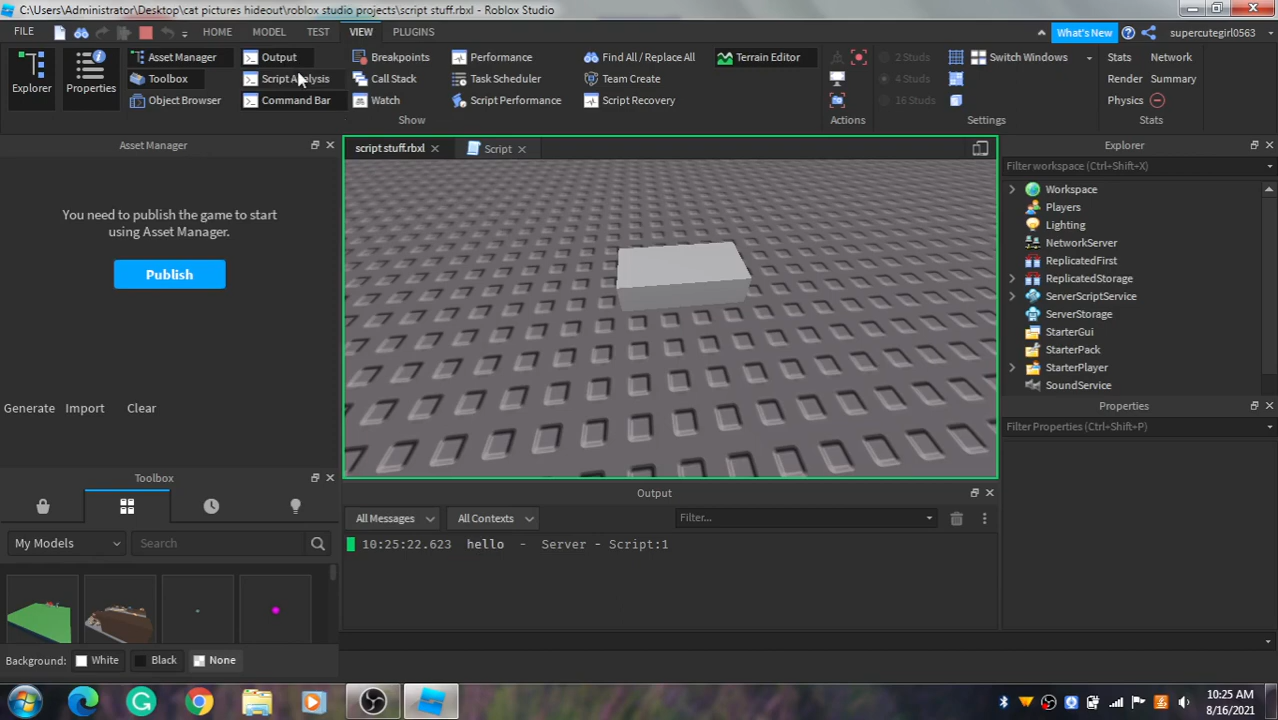 C:\Users\Administrator\Desktop\cat pictures hideout\roblox studio projects\script stuff.rbxl - Roblox Studio
FILE HOME MODEL TEST VIEW PLUGINS What's New supercutegirl0563
Asset Manager Output Breakpoints Performance Find All / Replace All Terrain Editor 2 Studs Switch Windows Stats Network
Toolbox Script Analysis Call Stack Task Scheduler Team Create 4 Studs Render Summary
Explorer Properties Object Browser Command Bar Watch Script Performance Script Recovery 16 Studs Physics
Show Actions Settings Stats
Asset Manager
You need to publish the game to start
using Asset Manager.
Publish
Generate Import Clear
Toolbox
My Models Search
Background: White Black None
script stuff.rbxl Script
Output
All Messages All Contexts Filter...
10:25:22.623 hello - Server - Script:1
Explorer
Filter workspace (Ctrl+Shift+X)
Workspace
Players
Lighting
NetworkServer
ReplicatedFirst
ReplicatedStorage
ServerScriptService
ServerStorage
StarterGui
StarterPack
StarterPlayer
SoundService
Properties
Filter Properties (Ctrl+Shift+P)
10:25 AM
8/16/2021